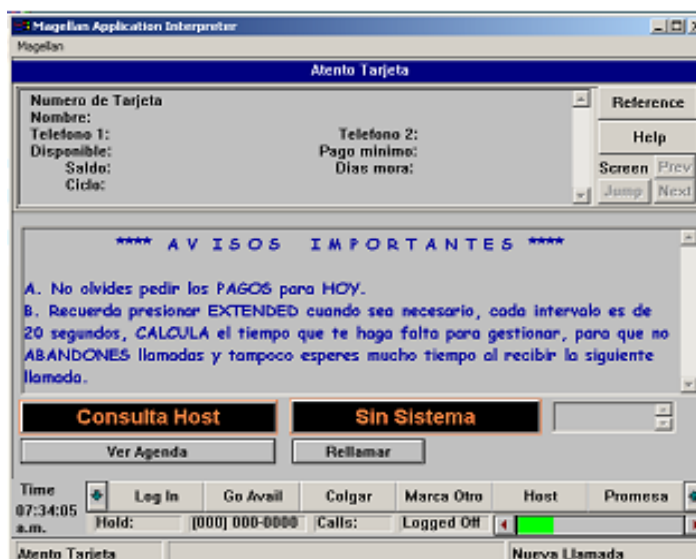 Magellan Application Interpreter
Magellan
Atento Tarjeta
Numero de Tarjeta
Nombre:
Telefono 1: Telefono 2:
Disponible: Pago minimo:
Saldo: Dias mora:
Ciclo:
Reference
Help
Screen Prev
Jump Next
**** A V I S O S I M P O R T A N T E S ****
A. No olvides pedir los PAGOS para HOY.
B. Recuerda presionar EXTENDED cuando sea necesario, cada intervalo es de
20 segundos, CALCULA el tiempo que te haga falta para gestionar, para que no
ABANDONES llamadas y tampoco esperes mucho tiempo al recibir la siguiente
llamada.
Consulta Host Sin Sistema
Ver Agenda Rellamar
Time
07:34:05
a.m.
Log In Go Avail Colgar Marca Otro Host Promesa
Hold: (000) 000-0000 Calls: Logged Off
Atento Tarjeta Nueva Llamada